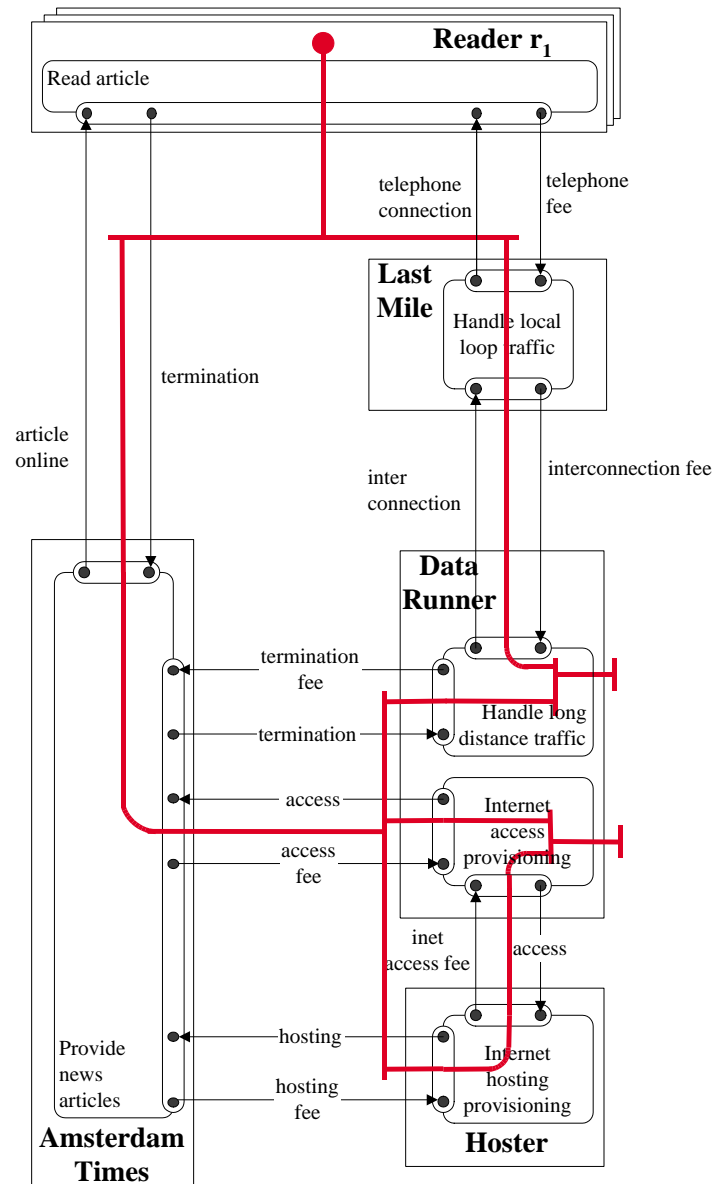 Reader r1
Read article
telephone
connection
telephone
fee
Last
Mile
Handle local
loop traffic
termination
article
online
inter
connection
interconnection fee
Data
Runner
termination
fee
termination
Handle long
distance traffic
access
access
fee
Internet
access
provisioning
inet
access fee
access
hosting
hosting
fee
Provide
news
articles
Internet
hosting
provisioning
Amsterdam
Times
Hoster